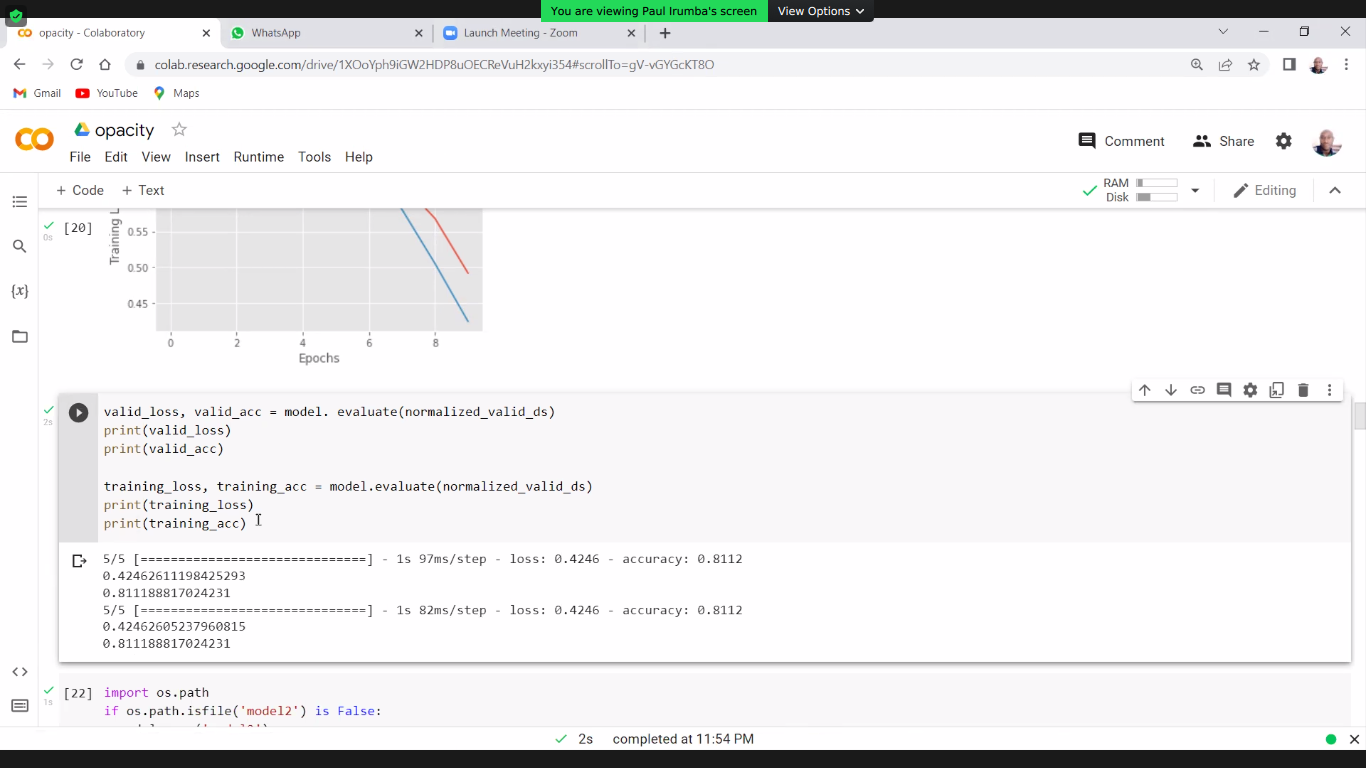 You are viewing Paul Irumba's screen View Options
opacity - Colaboratory WhatsApp Launch Meeting - Zoom
colab.research.google.com/drive/1XOoYph9iGW2HDP8uOECReVuH2kxyi354#scrollTo=gV-vGYGcKT8O
Gmail YouTube Maps
opacity
File Edit View Insert Runtime Tools Help
Comment Share
+ Code + Text
RAM
Disk
Editing
[20]
0s
Training L
0.55
0.50
0.45
0 2 4 6 8
Epochs
2s
valid_loss, valid_acc = model. evaluate(normalized_valid_ds)
print(valid_loss)
print(valid_acc)
training_loss, training_acc = model.evaluate(normalized_valid_ds)
print(training_loss)
print(training_acc)
5/5 [==============================] - 1s 97ms/step - loss: 0.4246 - accuracy: 0.8112
0.42462611198425293
0.811188817024231
5/5 [==============================] - 1s 82ms/step - loss: 0.4246 - accuracy: 0.8112
0.42462605237960815
0.811188817024231
[22] import os.path
1s
if os.path.isfile('model2') is False:
2s completed at 11:54 PM